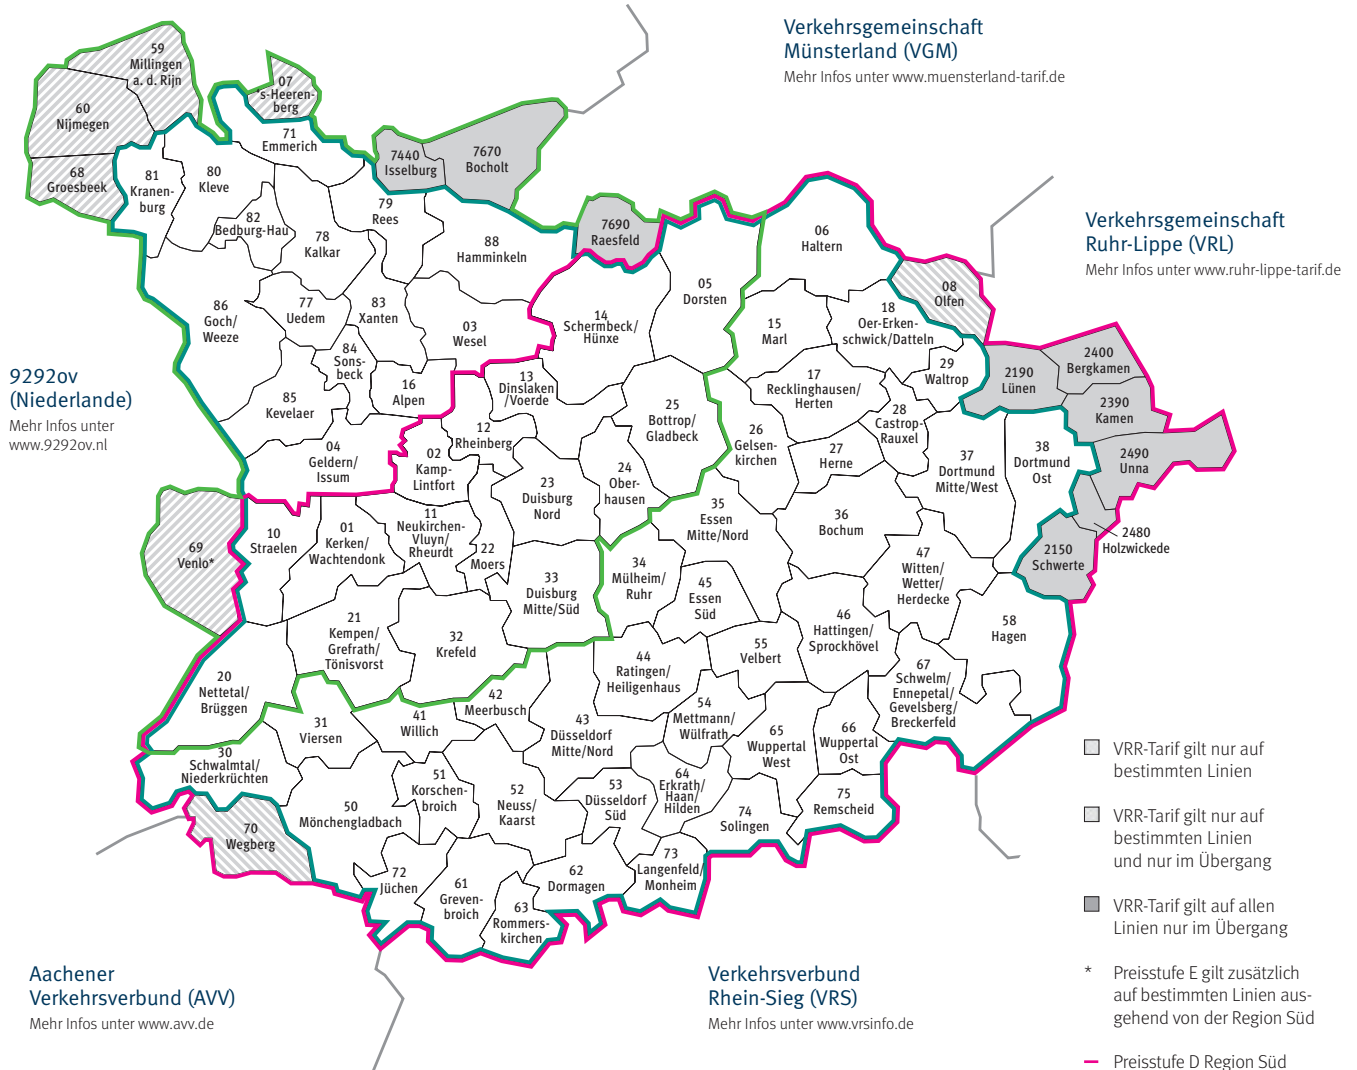 Verkehrsgemeinschaft
Münsterland (VGM)
Mehr Infos unter www.muensterland-tarif.de
Verkehrsgemeinschaft
Ruhr-Lippe (VRL)
Mehr Infos unter www.ruhr-lippe-tarif.de
9292ov
(Niederlande)
Mehr Infos unter
www.9292ov.nl
59
Millingen
a. d. Rijn
60
Nijmegen
68
Groesbeek
07
's-Heeren-
berg
71
Emmerich
7440
Isselburg
7670
Bocholt
7690
Raesfeld
81
Kranen-
burg
80
Kleve
82
Bedburg-Hau
79
Rees
78
Kalkar
88
Hamminkeln
06
Haltern
05
Dorsten
08
Olfen
86
Goch/
Weeze
77
Uedem
83
Xanten
03
Wesel
14
Schermbeck/
Hünxe
15
Marl
18
Oer-Erken-
schwick/Datteln
84
Sons-
beck
16
Alpen
13
Dinslaken
/Voerde
17
Recklinghausen/
Herten
29
Waltrop
2190
Lünen
2400
Bergkamen
2390
Kamen
85
Kevelaer
12
Rheinberg
25
Bottrop/
Gladbeck
26
Gelsen-
kirchen
28
Castrop-
Rauxel
27
Herne
37
Dortmund
Mitte/West
38
Dortmund
Ost
2490
Unna
04
Geldern/
Issum
02
Kamp-
Lintfort
24
Ober-
hausen
23
Duisburg
Nord
35
Essen
Mitte/Nord
36
Bochum
2480
Holzwickede
2150
Schwerte
69
Venlo*
10
Straelen
01
Kerken/
Wachtendonk
11
Neukirchen-
Vluyn/
Rheurdt
22
Moers
33
Duisburg
Mitte/Süd
34
Mülheim/
Ruhr
45
Essen
Süd
47
Witten/
Wetter/
Herdecke
21
Kempen/
Grefrath/
Tönisvorst
32
Krefeld
46
Hattingen/
Sprockhövel
58
Hagen
20
Nettetal/
Brüggen
44
Ratingen/
Heiligenhaus
55
Velbert
67
Schwelm/
Ennepetal/
Gevelsberg/
Breckerfeld
31
Viersen
41
Willich
42
Meerbusch
43
Düsseldorf
Mitte/Nord
54
Mettmann/
Wülfrath
65
Wuppertal
West
66
Wuppertal
Ost
30
Schwalmtal/
Niederkrüchten
50
Mönchengladbach
51
Korschen-
broich
52
Neuss/
Kaarst
53
Düsseldorf
Süd
64
Erkrath/
Haan/
Hilden
74
Solingen
75
Remscheid
70
Wegberg
72
Jüchen
61
Greven-
broich
63
Rommers-
kirchen
62
Dormagen
73
Langenfeld/
Monheim
VRR-Tarif gilt nur auf
bestimmten Linien
VRR-Tarif gilt nur auf
bestimmten Linien
und nur im Übergang
VRR-Tarif gilt auf allen
Linien nur im Übergang
* Preisstufe E gilt zusätzlich
auf bestimmten Linien aus-
gehend von der Region Süd
Preisstufe D Region Süd
Aachener
Verkehrsverbund (AVV)
Mehr Infos unter www.avv.de
Verkehrsverbund
Rhein-Sieg (VRS)
Mehr Infos unter www.vrsinfo.de